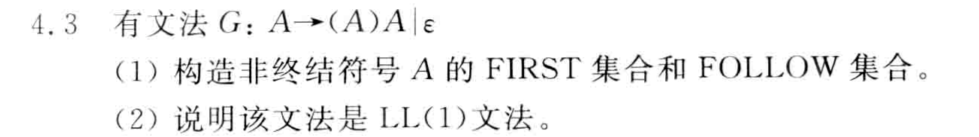 4.3 有文法 G: A→(A)A|ε
(1) 构造非终结符号 A 的 FIRST 集合和 FOLLOW 集合。
(2) 说明该文法是 LL(1)文法。